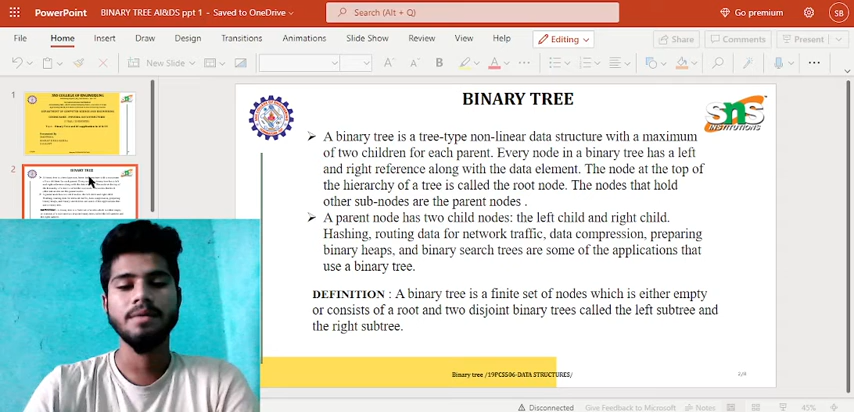 PowerPoint
BINARY TREE AI&DS ppt 1 - Saved to OneDrive
Search (Alt + Q)
Go premium
SB
File Home Insert Draw Design Transitions Animations Slide Show Review View Help Editing Share Comments Present
New Slide
1
2
BINARY TREE
BINARY TREE
sns
INSTITUTIONS
A binary tree is a tree-type non-linear data structure with a maximum
of two children for each parent. Every node in a binary tree has a left
and right reference along with the data element. The node at the top of
the hierarchy of a tree is called the root node. The nodes that hold
other sub-nodes are the parent nodes .
A parent node has two child nodes: the left child and right child.
Hashing, routing data for network traffic, data compression, preparing
binary heaps, and binary search trees are some of the applications that
use a binary tree.
DEFINITION : A binary tree is a finite set of nodes which is either empty
or consists of a root and two disjoint binary trees called the left subtree and
the right subtree.
Binary tree /19PCS506-DATA STRUCTURES/
Disconnected Give Feedback to Microsoft Notes 45%